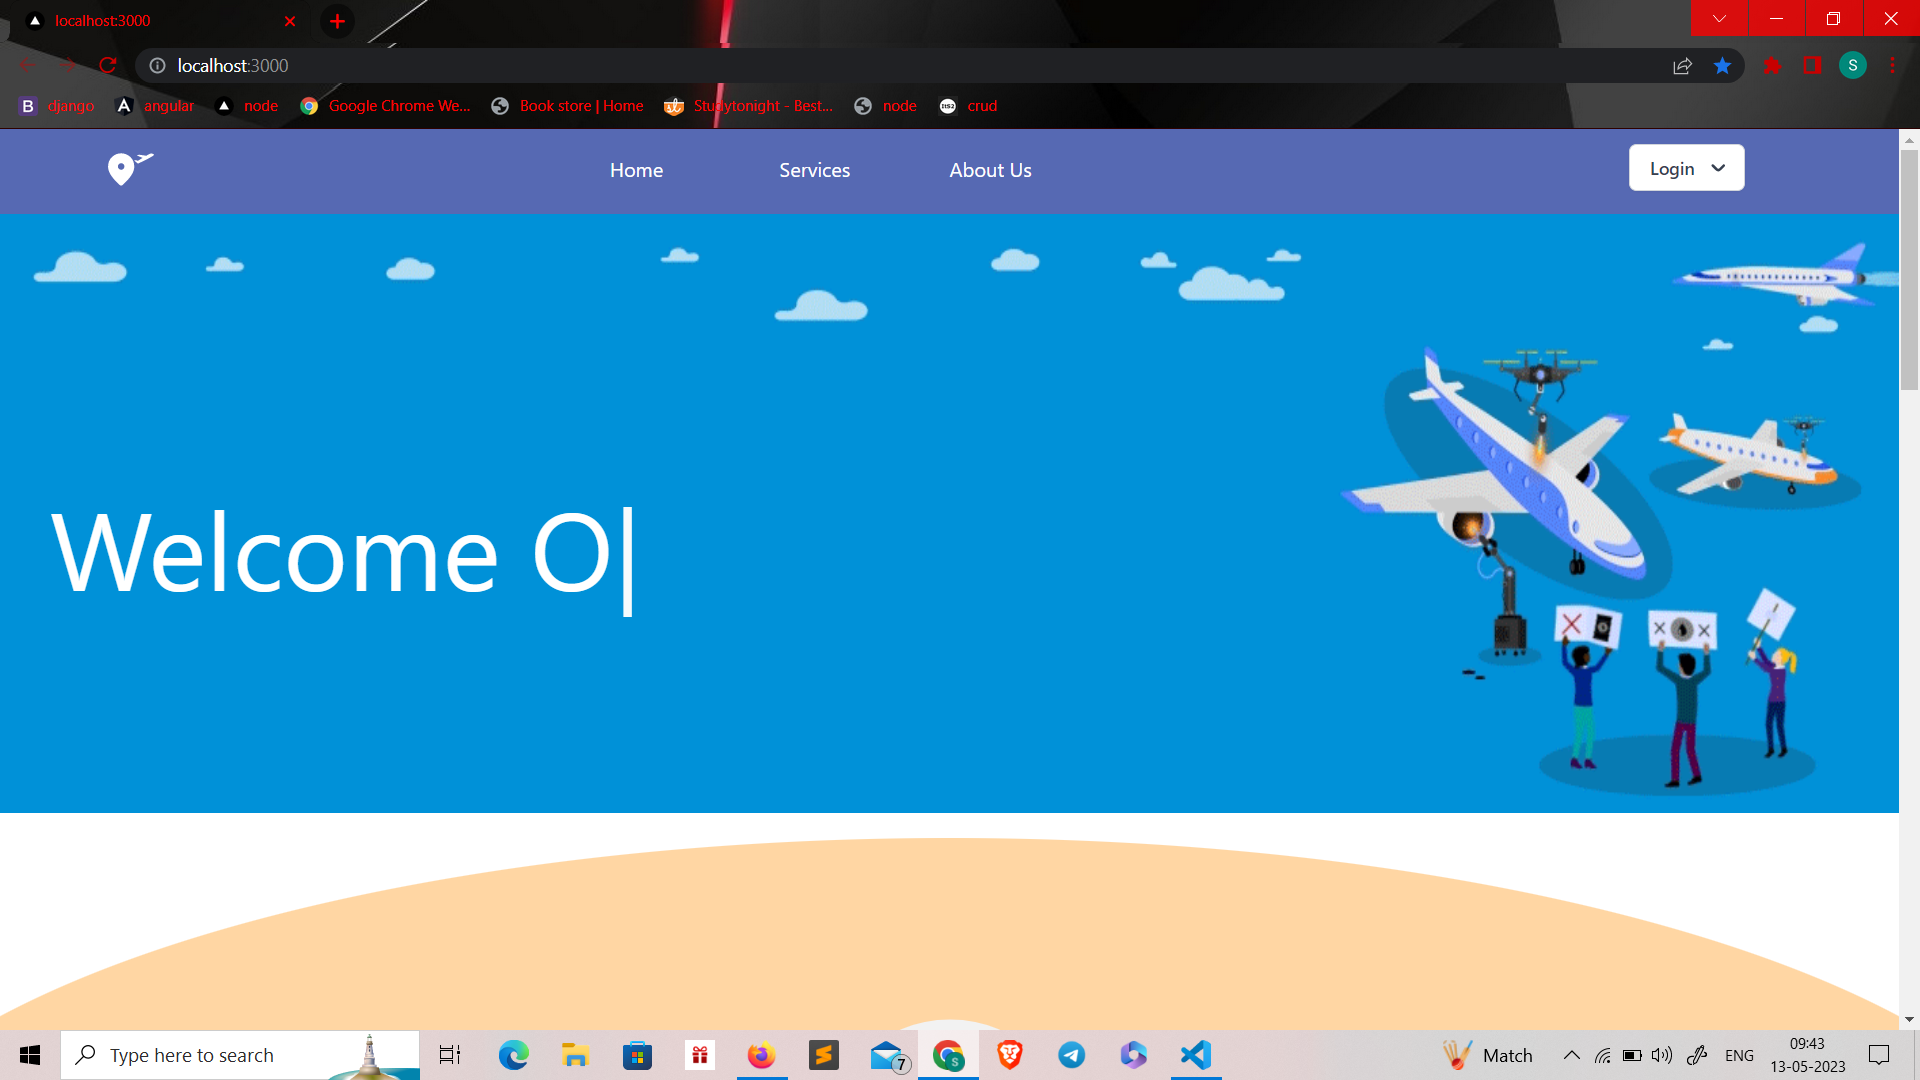 localhost:3000
localhost:3000
S
B django
angular
node
Google Chrome We...
Book store | Home
Studytonight - Best...
node
crud
Home
Services
About Us
Login
Welcome O|
Type here to search
7
S
Match
ENG
09:43
13-05-2023